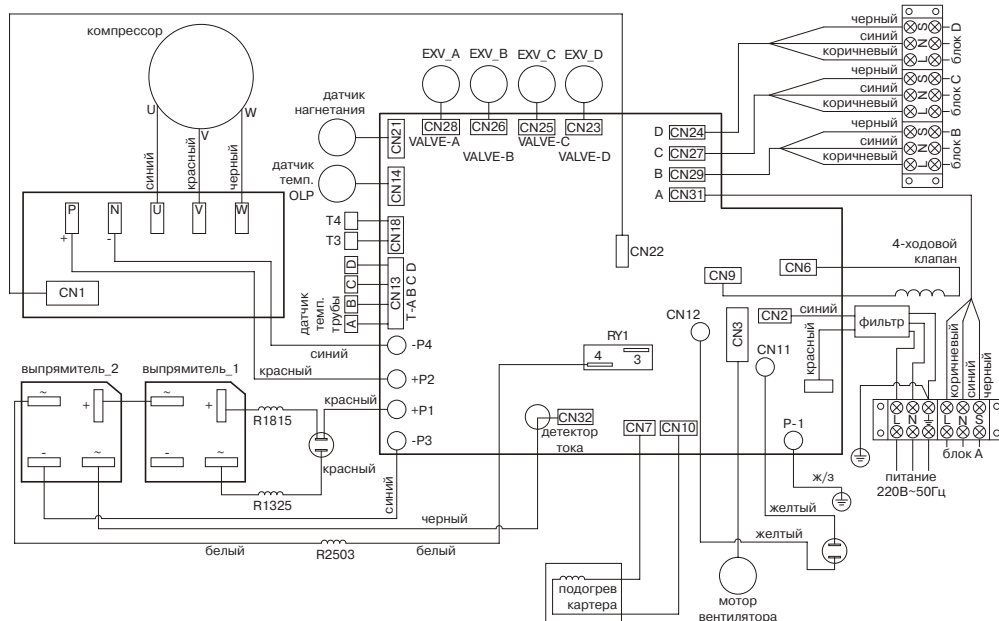 компрессор
U
V
W
синий
красный
черный
P
N
U
V
W
+
-
CN1
датчик
нагнетания
датчик
темп.
OLP
T4
T3
D
C
B
A
датчик
темп.
трубы
CN21
CN14
CN18
CN13
T-A B C D
EXV_A
EXV_B
EXV_C
EXV_D
CN28
CN26
CN25
CN23
VALVE-A
VALVE-B
VALVE-C
VALVE-D
D CN24
C CN27
B CN29
A CN31
черный
синий
коричневый
черный
синий
коричневый
черный
синий
коричневый
L N S
L N S
L N S
блок D
блок C
блок B
CN22
4-ходовой
клапан
CN9
CN6
CN12
CN3
CN2
синий
фильтр
красный
CN11
RY1
4
3
коричневый
синий
черный
-P4
+P2
+P1
-P3
синий
красный
красный
красный
синий
выпрямитель_2
выпрямитель_1
~
+
~
+
-
~
-
~
R1815
R1325
CN32
детектор
тока
CN7
CN10
P-1
ж/з
L N
L N S
блок A
питание
220В~50Гц
черный
белый
R2503
белый
желтый
желтый
подогрев
картера
мотор
вентилятора